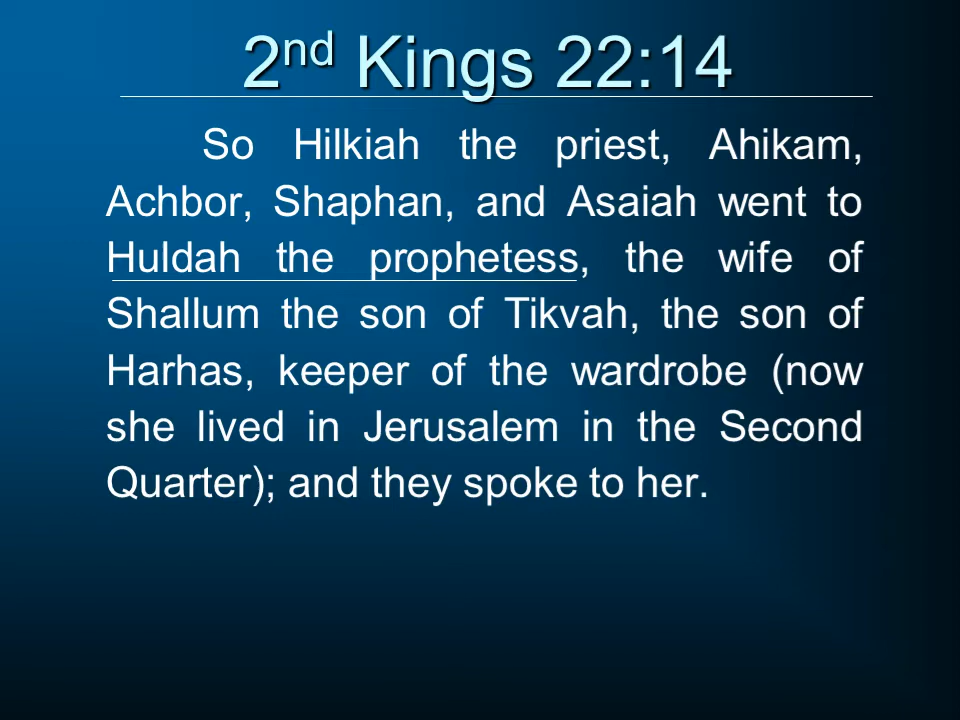 2nd Kings 22:14
So Hilkiah the priest, Ahikam,
Achbor, Shaphan, and Asaiah went to
Huldah the prophetess, the wife of
Shallum the son of Tikvah, the son of
Harhas, keeper of the wardrobe (now
she lived in Jerusalem in the Second
Quarter); and they spoke to her.